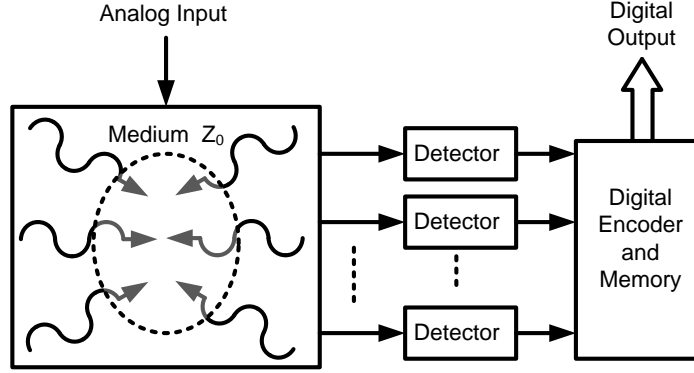 Analog Input
Digital
Output
Medium Z₀
Detector
Detector
Detector
Digital
Encoder
and
Memory